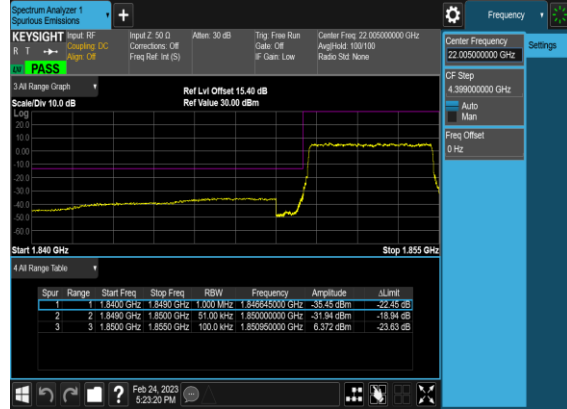 Spectrum Analyzer 1
Spurious Emissions
Frequency
KEYSIGHT
R T
PASS
Input: RF
Coupling: DC
Align: Off
Input Z: 50 Ω
Corrections: Off
Freq Ref: Int (S)
Atten: 30 dB
Trig: Free Run
Gate: Off
IF Gain: Low
Center Freq: 22.005000000 GHz
Avg|Hold: 100/100
Radio Std: None
Center Frequency
22.005000000 GHz
Settings
CF Step
4.399000000 GHz
Auto
Man
Freq Offset
0 Hz
3 All Range Graph
Scale/Div 10.0 dB
Ref Lvl Offset 15.40 dB
Ref Value 30.00 dBm
Log
20.0
10.0
0.00
-10.0
-20.0
-30.0
-40.0
-50.0
-60.0
Start 1.840 GHz
Stop 1.855 GHz
4 All Range Table
Spur Range Start Freq Stop Freq RBW Frequency Amplitude ΔLimit
1 1 1.8400 GHz 1.8490 GHz 1.000 MHz 1.846645000 GHz -35.45 dBm -22.45 dB
2 2 1.8490 GHz 1.8500 GHz 51.00 kHz 1.850000000 GHz -31.94 dBm -18.94 dB
3 3 1.8500 GHz 1.8550 GHz 100.0 kHz 1.850950000 GHz 6.372 dBm -23.63 dB
Feb 24, 2023
5:23:20 PM